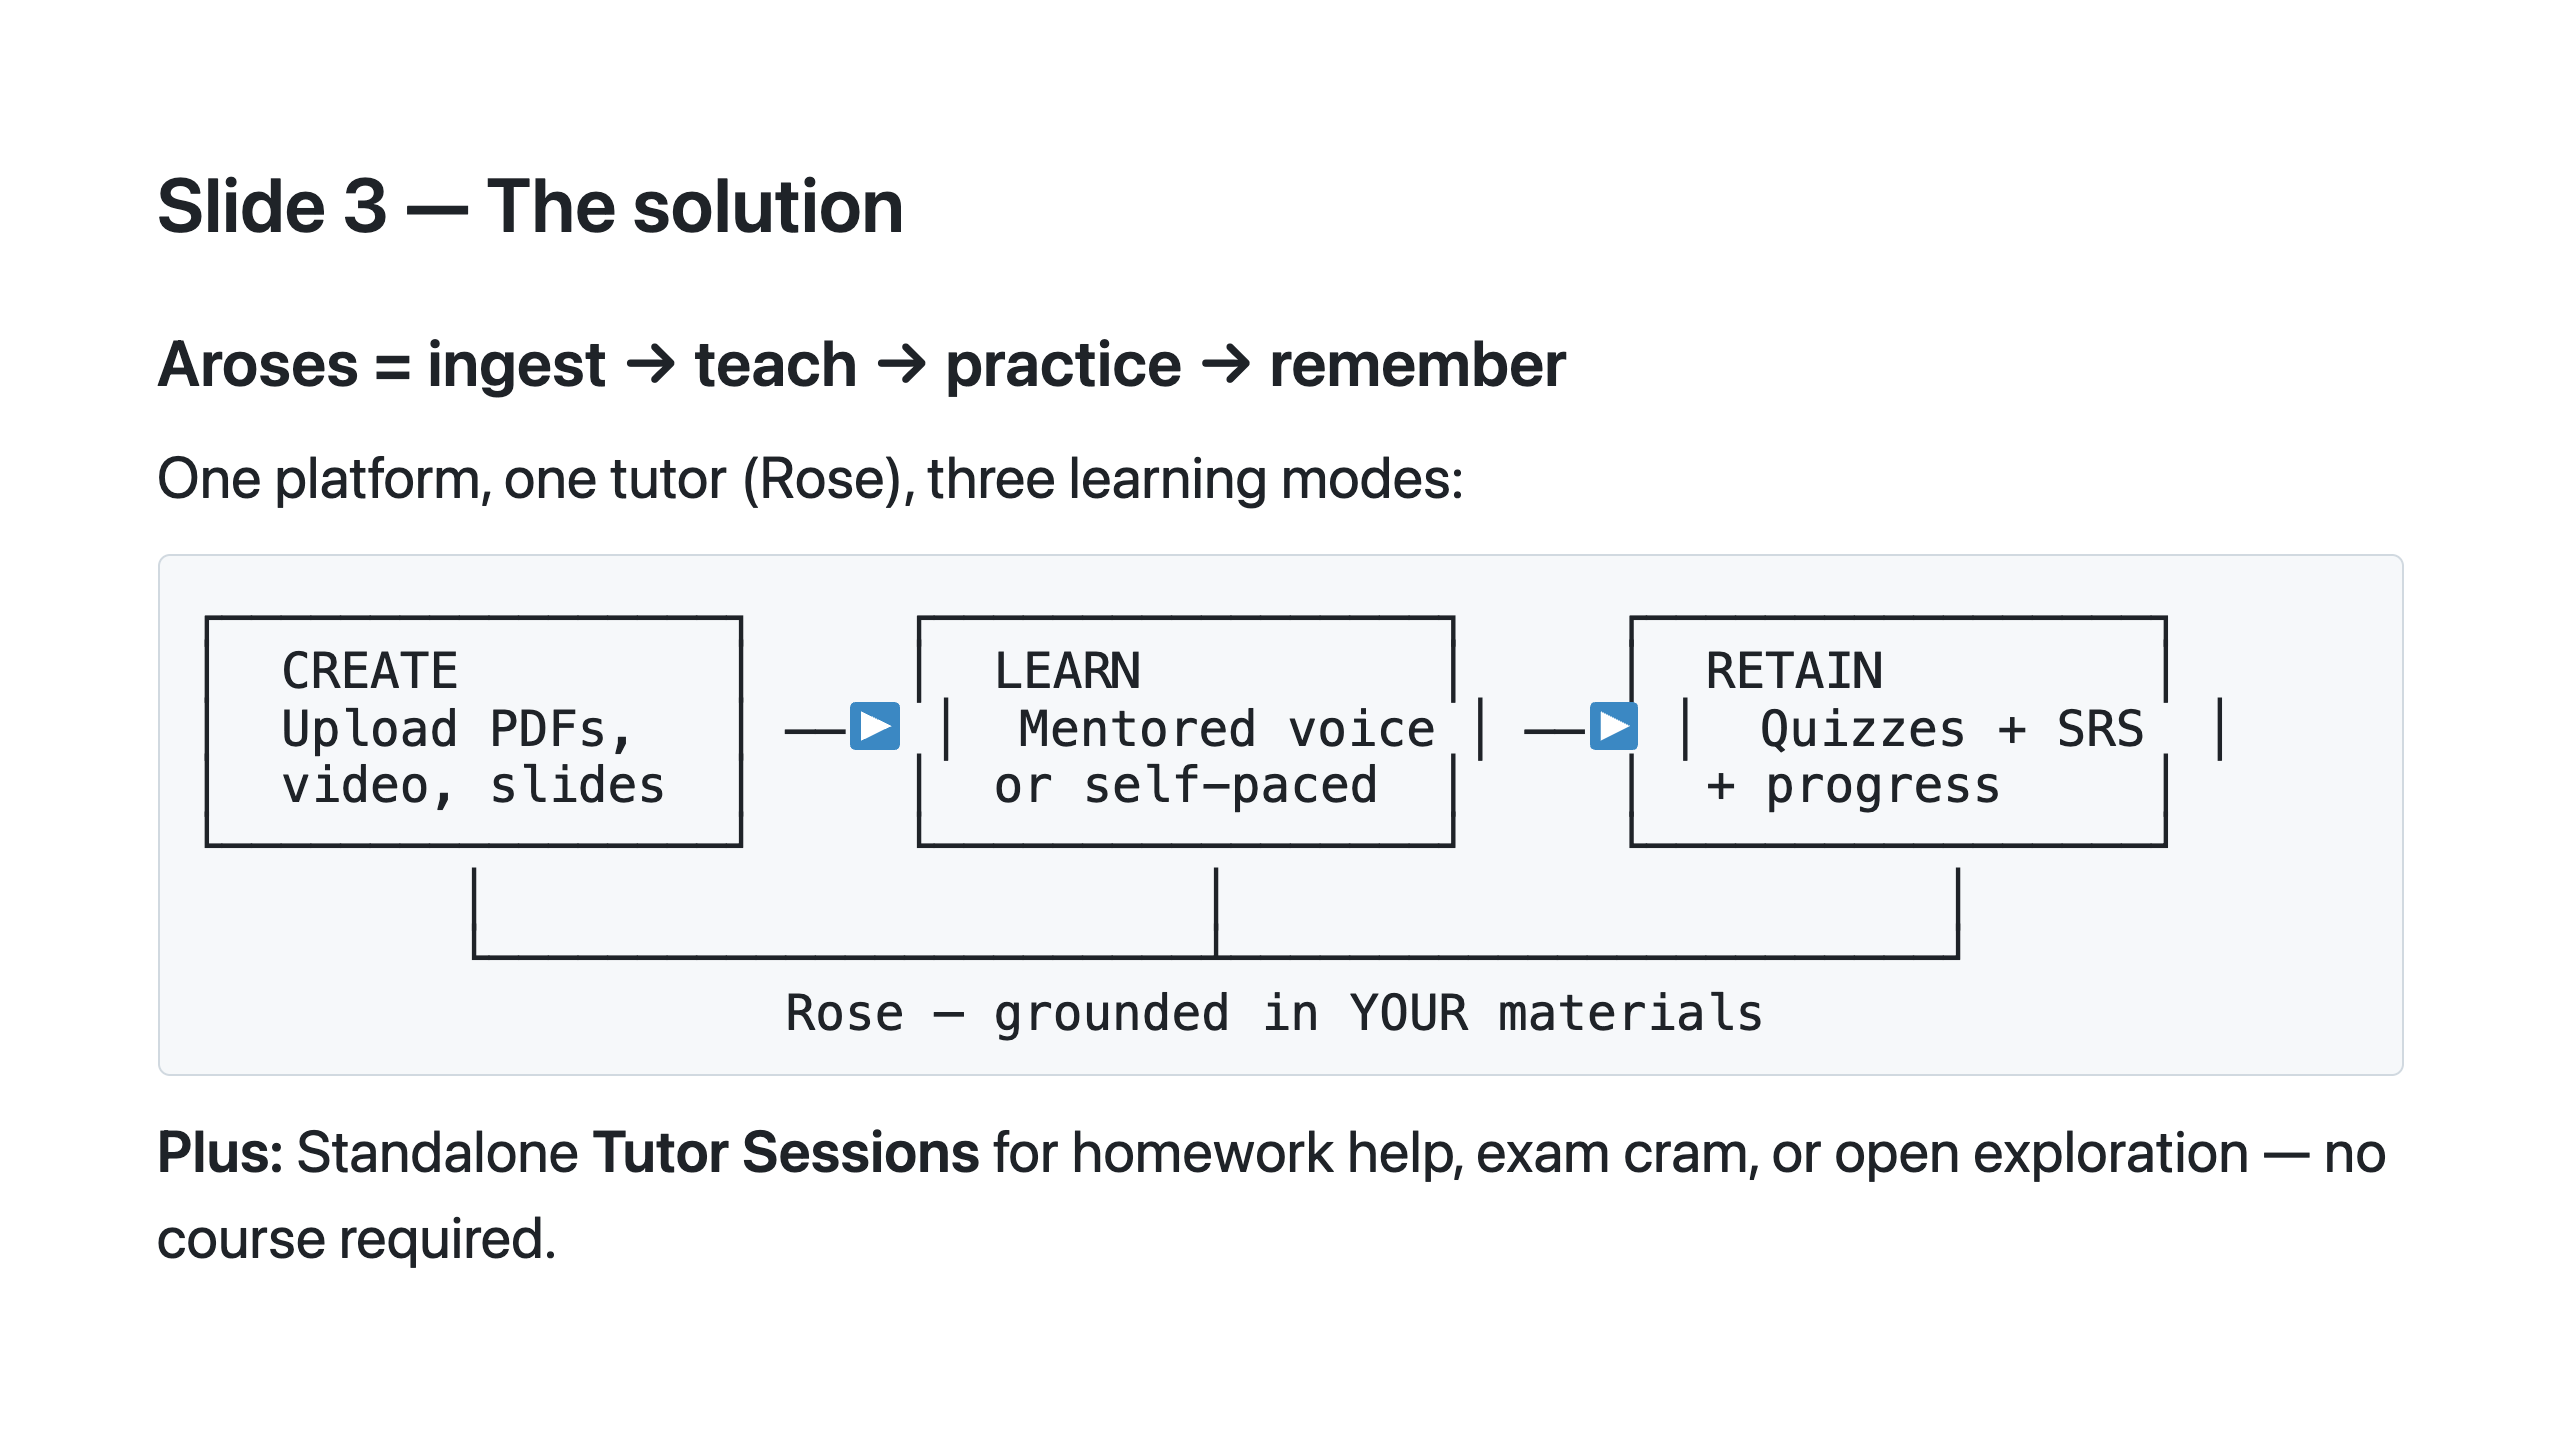 Slide 3 — The solution
Aroses = ingest → teach → practice → remember
One platform, one tutor (Rose), three learning modes:
CREATE LEARN RETAIN
Upload PDFs, ──▶ Mentored voice ──▶ Quizzes + SRS
video, slides or self-paced + progress
Rose — grounded in YOUR materials
Plus: Standalone Tutor Sessions for homework help, exam cram, or open exploration — no
course required.